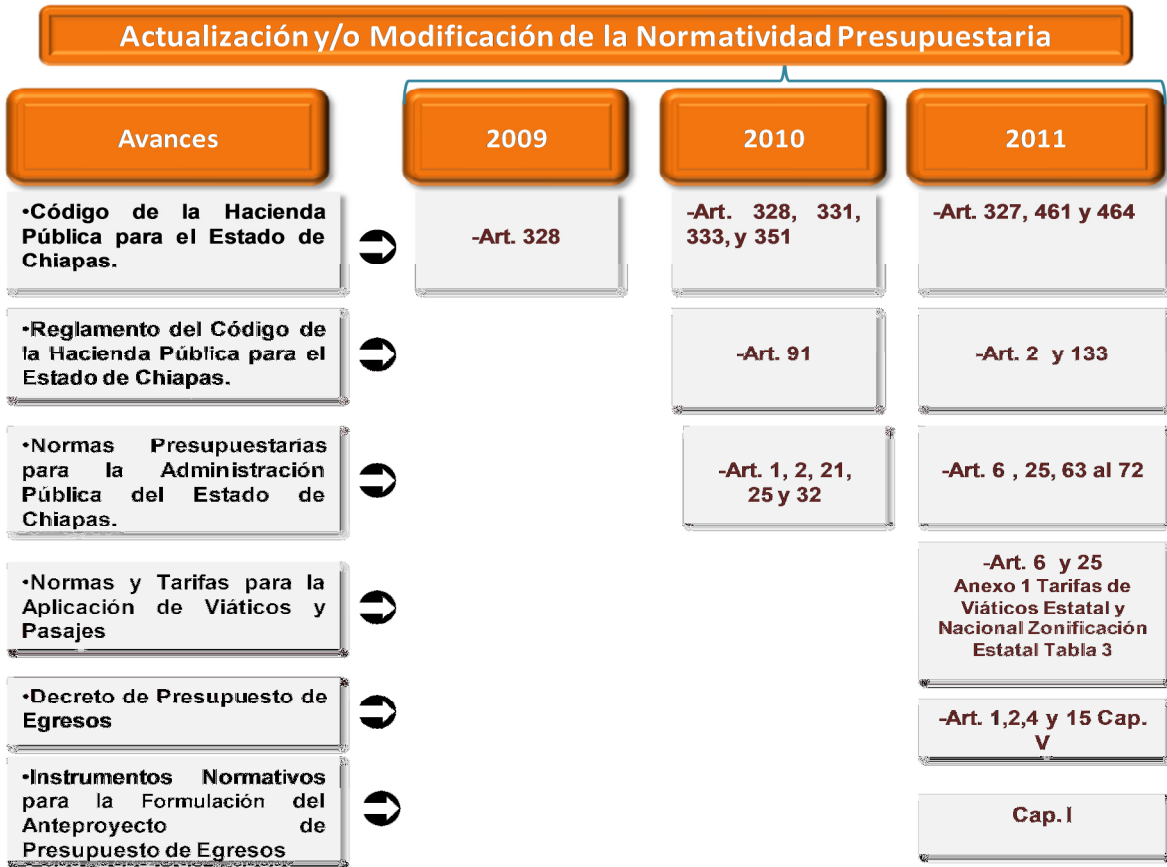 Actualización y/o Modificación de la Normatividad Presupuestaria
Avances
2009
2010
2011
•Código de la Hacienda
Pública para el Estado de
Chiapas.
-Art. 328
-Art. 328, 331,
333, y 351
-Art. 327, 461 y 464
•Reglamento del Código de
la Hacienda Pública para el
Estado de Chiapas.
-Art. 91
-Art. 2 y 133
•Normas Presupuestarias
para la Administración
Pública del Estado de
Chiapas.
-Art. 1, 2, 21,
25 y 32
-Art. 6 , 25, 63 al 72
•Normas y Tarifas para la
Aplicación de Viáticos y
Pasajes
-Art. 6 y 25
Anexo 1 Tarifas de
Viáticos Estatal y
Nacional Zonificación
Estatal Tabla 3
•Decreto de Presupuesto de
Egresos
-Art. 1,2,4 y 15 Cap.
V
•Instrumentos Normativos
para la Formulación del
Anteproyecto de
Presupuesto de Egresos
Cap. I